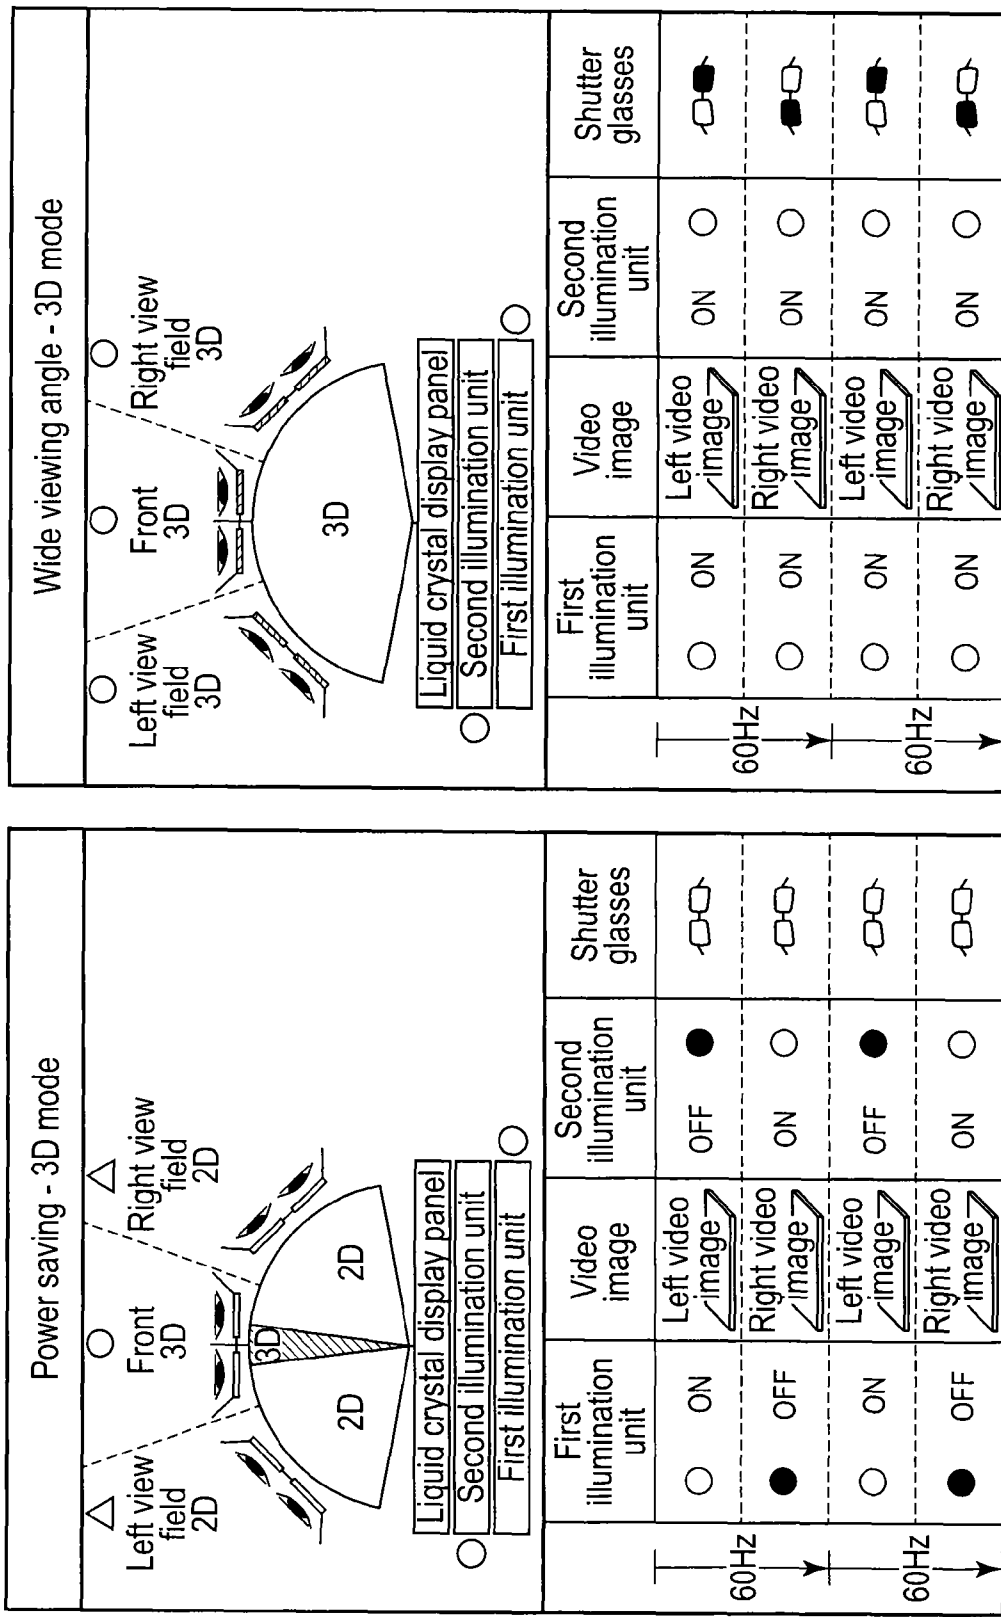 Power saving - 3D mode
Left view
field
2D
Front
3D
Right view
field
2D
2D
3D
2D
Liquid crystal display panel
Second illumination unit
First illumination unit
First
illumination
unit
Video
image
Second
illumination
unit
Shutter
glasses
60Hz
ON
Left video
image
OFF
OFF
Right video
image
ON
60Hz
ON
Left video
image
OFF
OFF
Right video
image
ON
Wide viewing angle - 3D mode
Left view
field
3D
Front
3D
Right view
field
3D
3D
Liquid crystal display panel
Second illumination unit
First illumination unit
First
illumination
unit
Video
image
Second
illumination
unit
Shutter
glasses
60Hz
ON
Left video
image
ON
ON
Right video
image
ON
60Hz
ON
Left video
image
ON
ON
Right video
image
ON